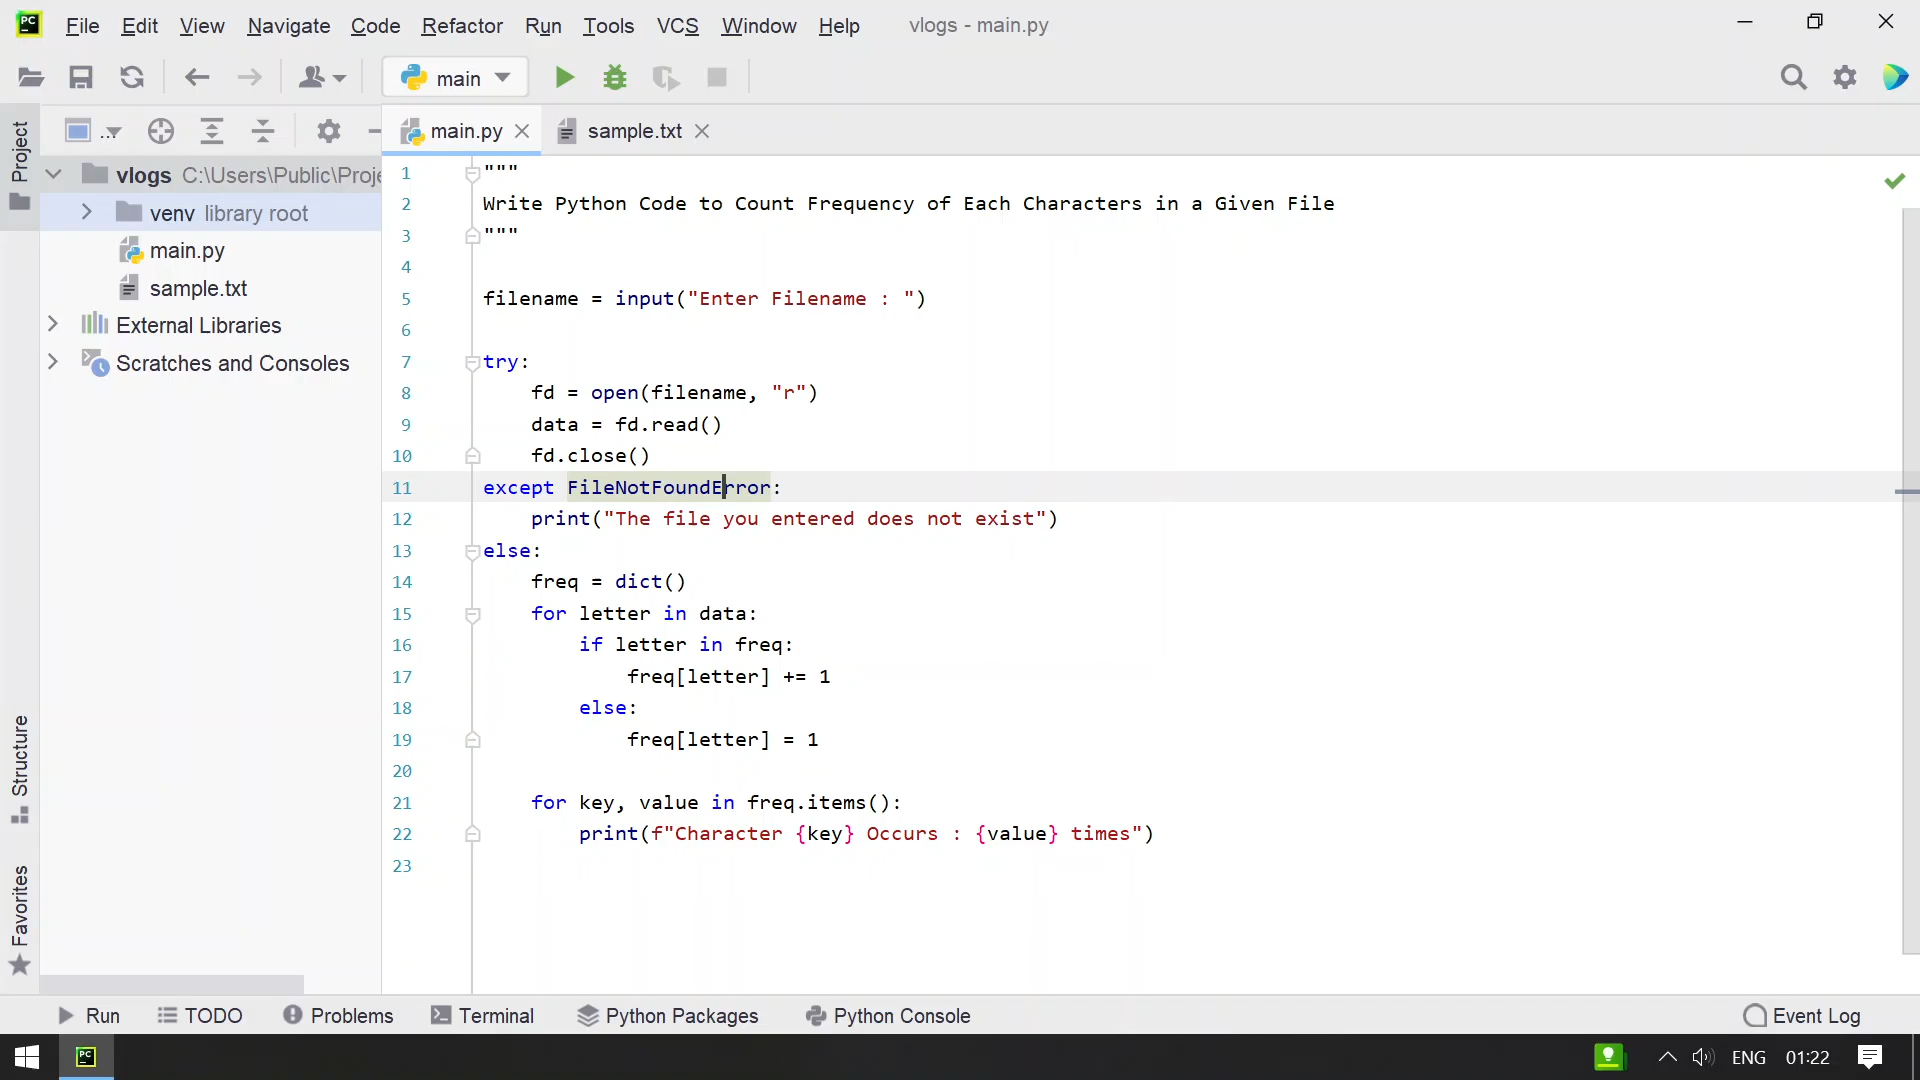 PC File Edit View Navigate Code Refactor Run Tools VCS Window Help vlogs - main.py
main
Project
...
main.py sample.txt
vlogs C:\Users\Public\Proje
venv library root
main.py
sample.txt
External Libraries
Scratches and Consoles
Structure
Favorites
1 """
2 Write Python Code to Count Frequency of Each Characters in a Given File
3 """
4
5 filename = input("Enter Filename : ")
6
7 try:
8 fd = open(filename, "r")
9 data = fd.read()
10 fd.close()
11 except FileNotFoundError:
12 print("The file you entered does not exist")
13 else:
14 freq = dict()
15 for letter in data:
16 if letter in freq:
17 freq[letter] += 1
18 else:
19 freq[letter] = 1
20
21 for key, value in freq.items():
22 print(f"Character {key} Occurs : {value} times")
23
Run TODO Problems Terminal Python Packages Python Console Event Log
PC ENG 01:22